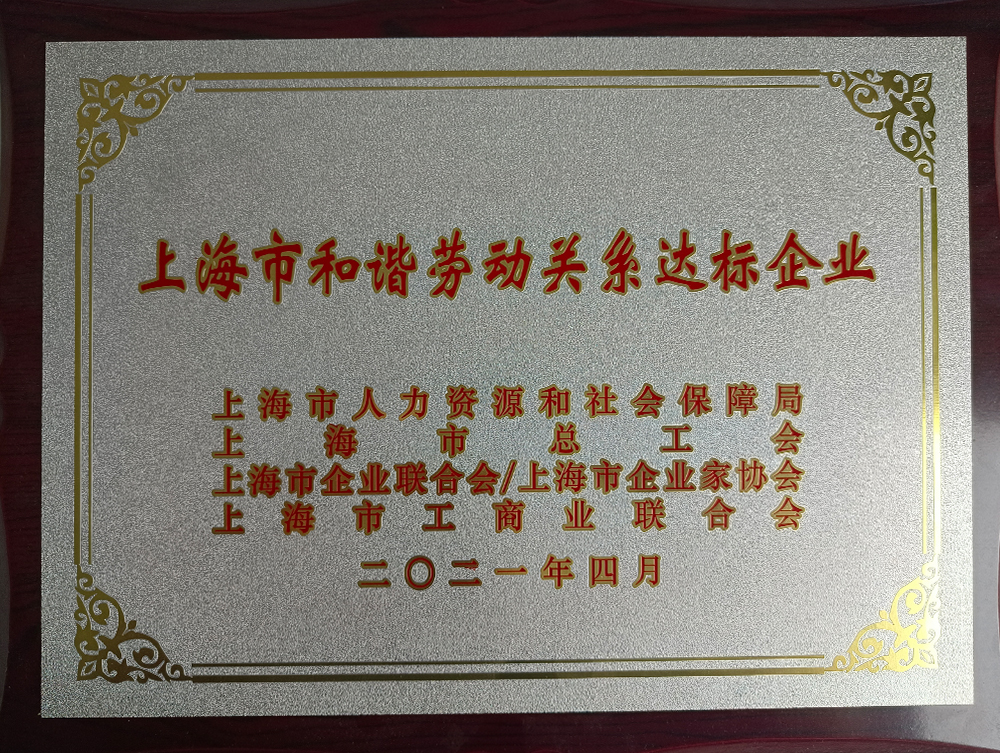 上海市和谐劳动关系达标企业
上海市人力资源和社会保障局
上海市总工会
上海市企业联合会/上海市企业家协会
上海市工商业联合会
二〇二一年四月